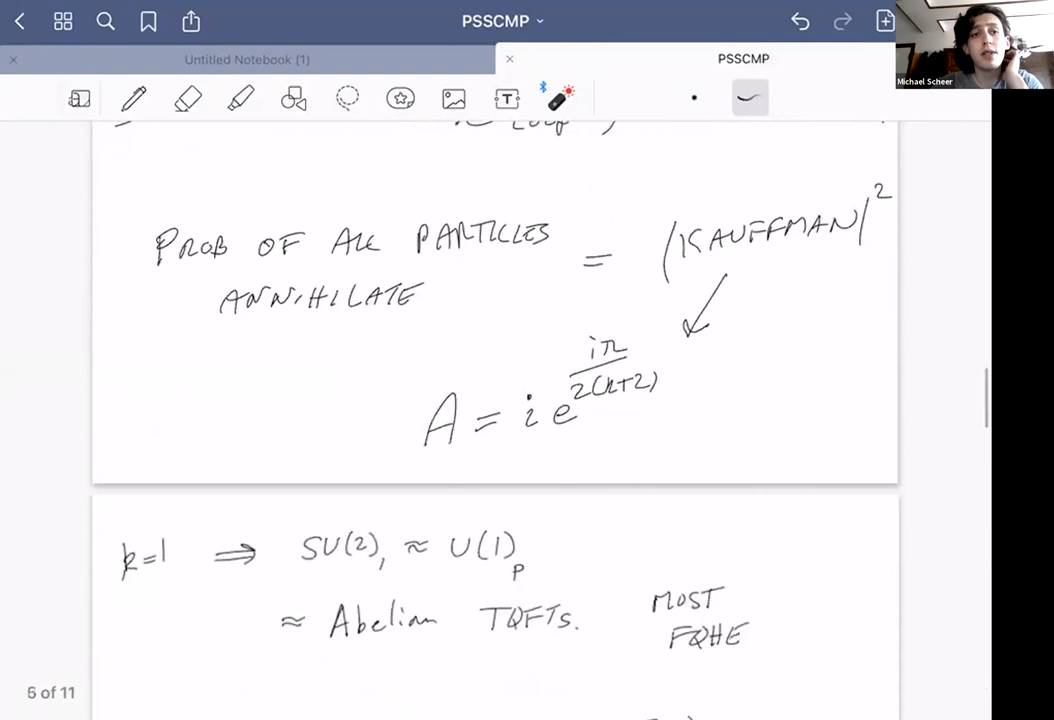 PSSCMP
Untitled Notebook (1)
PSSCMP
Michael Scheer
T
PROB OF ALL PARTICLES
ANNIHILATE
= |KAUFFMAN|²
A = i e^{iπ/2(k+2)}
k=1 ⇒ SU(2)₁ ≈ U(1)_p
≈ Abelian TQFTs.
MOST
FQHE
5 of 11